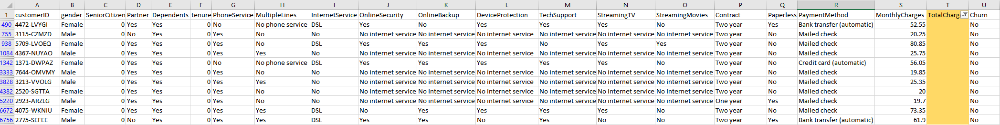 A B C D E F G H I J K L M N O P Q R S T U
1 customerID gender SeniorCitizen Partner Dependents tenure PhoneService MultipleLines InternetService OnlineSecurity OnlineBackup DeviceProtection TechSupport StreamingTV StreamingMovies Contract Paperless PaymentMethod MonthlyCharges TotalCharg Churn
490 4472-LVYGI Female 0 Yes Yes 0 No No phone service DSL Yes No Yes Yes Yes No Two year Yes Bank transfer (automatic) 52.55 No
755 3115-CZMZD Male 0 No Yes 0 Yes No No No internet service No internet service No internet service No internet service No internet service No internet service Two year No Mailed check 20.25 No
938 5709-LVOEQ Female 0 Yes Yes 0 Yes No DSL Yes Yes Yes No Yes Yes Two year No Mailed check 80.85 No
1084 4367-NUYAO Male 0 Yes Yes 0 Yes Yes No No internet service No internet service No internet service No internet service No internet service No internet service Two year No Mailed check 25.75 No
1342 1371-DWPAZ Female 0 Yes Yes 0 No No phone service DSL Yes Yes Yes Yes Yes No Two year No Credit card (automatic) 56.05 No
3333 7644-OMVMY Male 0 Yes Yes 0 Yes No No No internet service No internet service No internet service No internet service No internet service No internet service Two year No Mailed check 19.85 No
3828 3213-VVOLG Male 0 Yes Yes 0 Yes Yes No No internet service No internet service No internet service No internet service No internet service No internet service Two year No Mailed check 25.35 No
4382 2520-SGTTA Female 0 Yes Yes 0 Yes No No No internet service No internet service No internet service No internet service No internet service No internet service Two year No Mailed check 20 No
5220 2923-ARZLG Male 0 Yes Yes 0 Yes No No No internet service No internet service No internet service No internet service No internet service No internet service One year Yes Mailed check 19.7 No
6672 4075-WKNIU Female 0 Yes Yes 0 Yes Yes DSL No Yes Yes Yes Yes No Two year No Mailed check 73.35 No
6756 2775-SEFEE Male 0 No Yes 0 Yes Yes DSL Yes Yes No Yes No No Two year Yes Bank transfer (automatic) 61.9 No